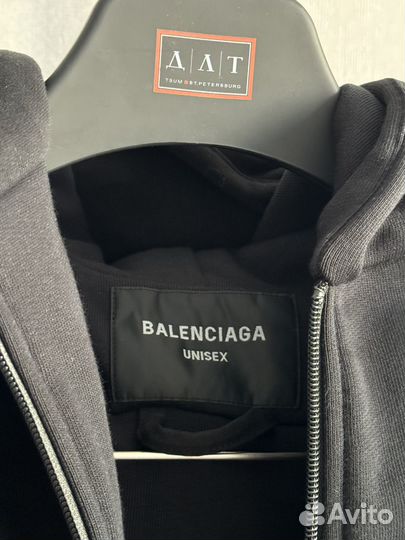 ДЛТ
TSUM ST.PETERSBURG
BALENCIAGA
UNISEX
Avito